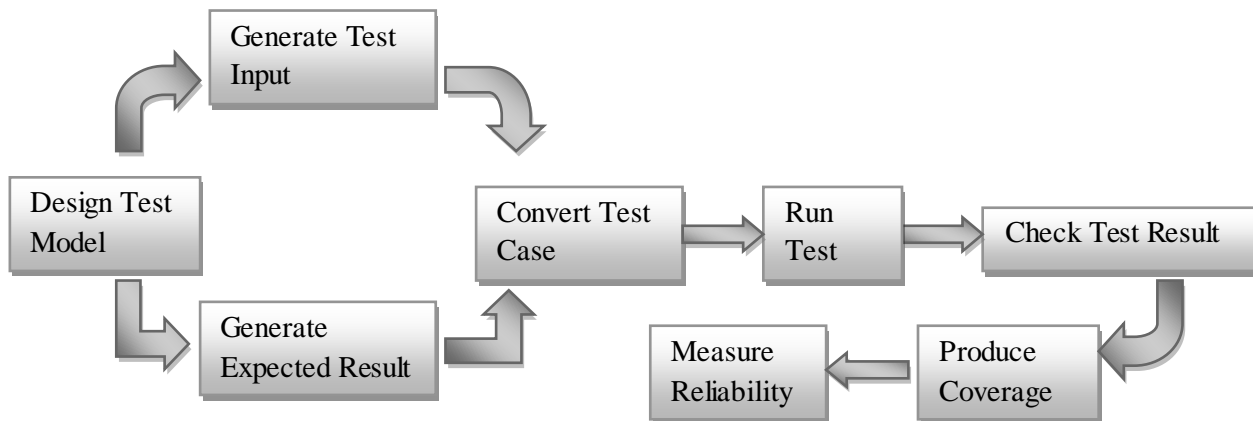 Generate Test
Input
Design Test
Model
Generate
Expected Result
Convert Test
Case
Run
Test
Check Test Result
Produce
Coverage
Measure
Reliability